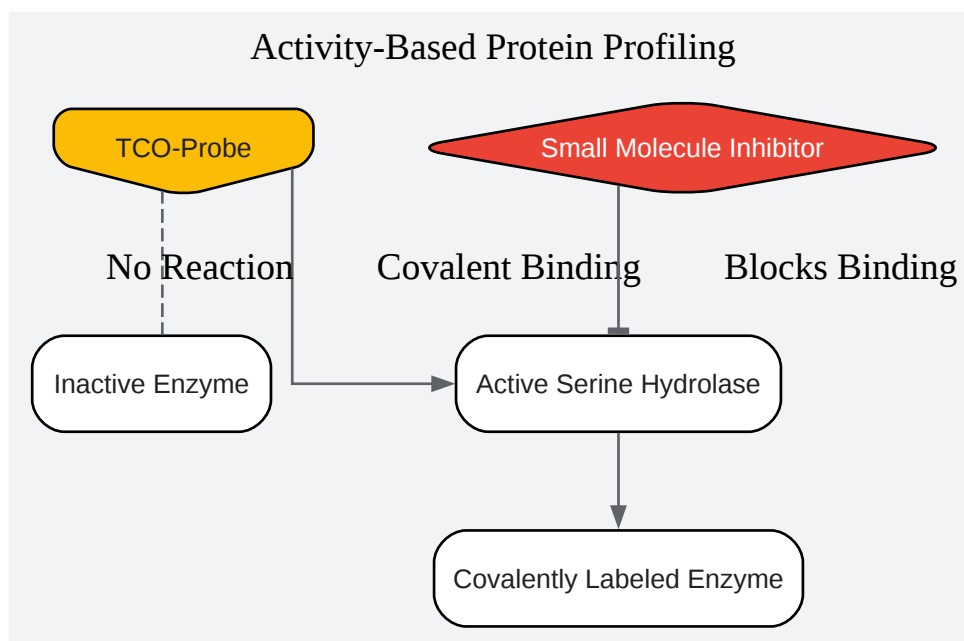 Activity-Based Protein Profiling
TCO-Probe
Small Molecule Inhibitor
No Reaction
Covalent Binding
Blocks Binding
Inactive Enzyme
Active Serine Hydrolase
Covalently Labeled Enzyme